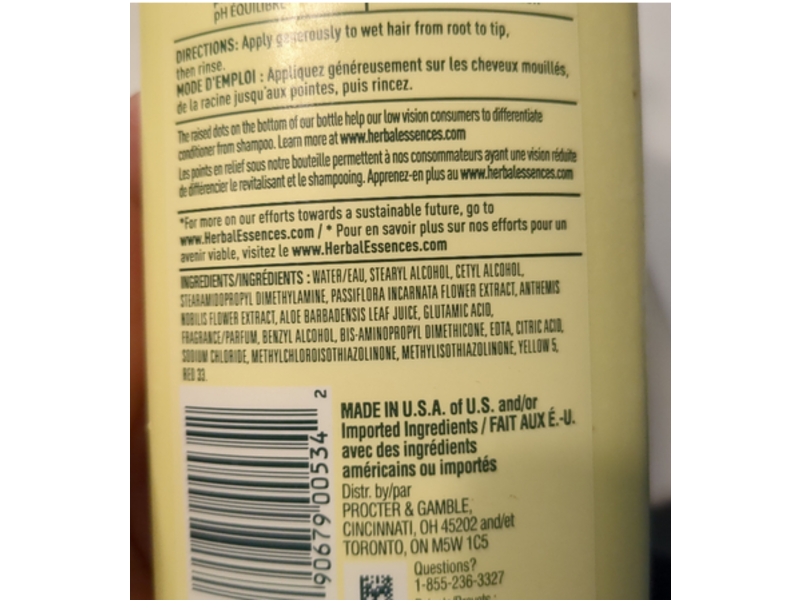 pH ÉQUILIBRÉ
DIRECTIONS: Apply generously to wet hair from root to tip,
then rinse.
MODE D'EMPLOI : Appliquez généreusement sur les cheveux mouillés,
de la racine jusqu'aux pointes, puis rincez.
The raised dots on the bottom of our bottle help our low vision consumers to differentiate
conditioner from shampoo. Learn more at www.herbalessences.com
Les points en relief sous notre bouteille permettent à nos consommateurs ayant une vision réduite
de différencier le revitalisant et le shampooing. Apprenez-en plus au www.herbalessences.com
*For more on our efforts towards a sustainable future, go to
www.HerbalEssences.com / * Pour en savoir plus sur nos efforts pour un
avenir viable, visitez le www.HerbalEssences.com
INGREDIENTS/INGRÉDIENTS : WATER/EAU, STEARYL ALCOHOL, CETYL ALCOHOL,
STEARAMIDOPROPYL DIMETHYLAMINE, PASSIFLORA INCARNATA FLOWER EXTRACT, ANTHEMIS
NOBILIS FLOWER EXTRACT, ALOE BARBADENSIS LEAF JUICE, GLUTAMIC ACID,
FRAGRANCE/PARFUM, BENZYL ALCOHOL, BIS-AMINOPROPYL DIMETHICONE, EDTA, CITRIC ACID,
SODIUM CHLORIDE, METHYLCHLOROISOTHIAZOLINONE, METHYLISOTHIAZOLINONE, YELLOW 5,
RED 33.
90679 00534 2
MADE IN U.S.A. of U.S. and/or
Imported Ingredients / FAIT AUX É.-U.
avec des ingrédients
américains ou importés
Distr. by/par
PROCTER & GAMBLE,
CINCINNATI, OH 45202 and/et
TORONTO, ON M5W 1C5
Questions?
1-855-236-3327